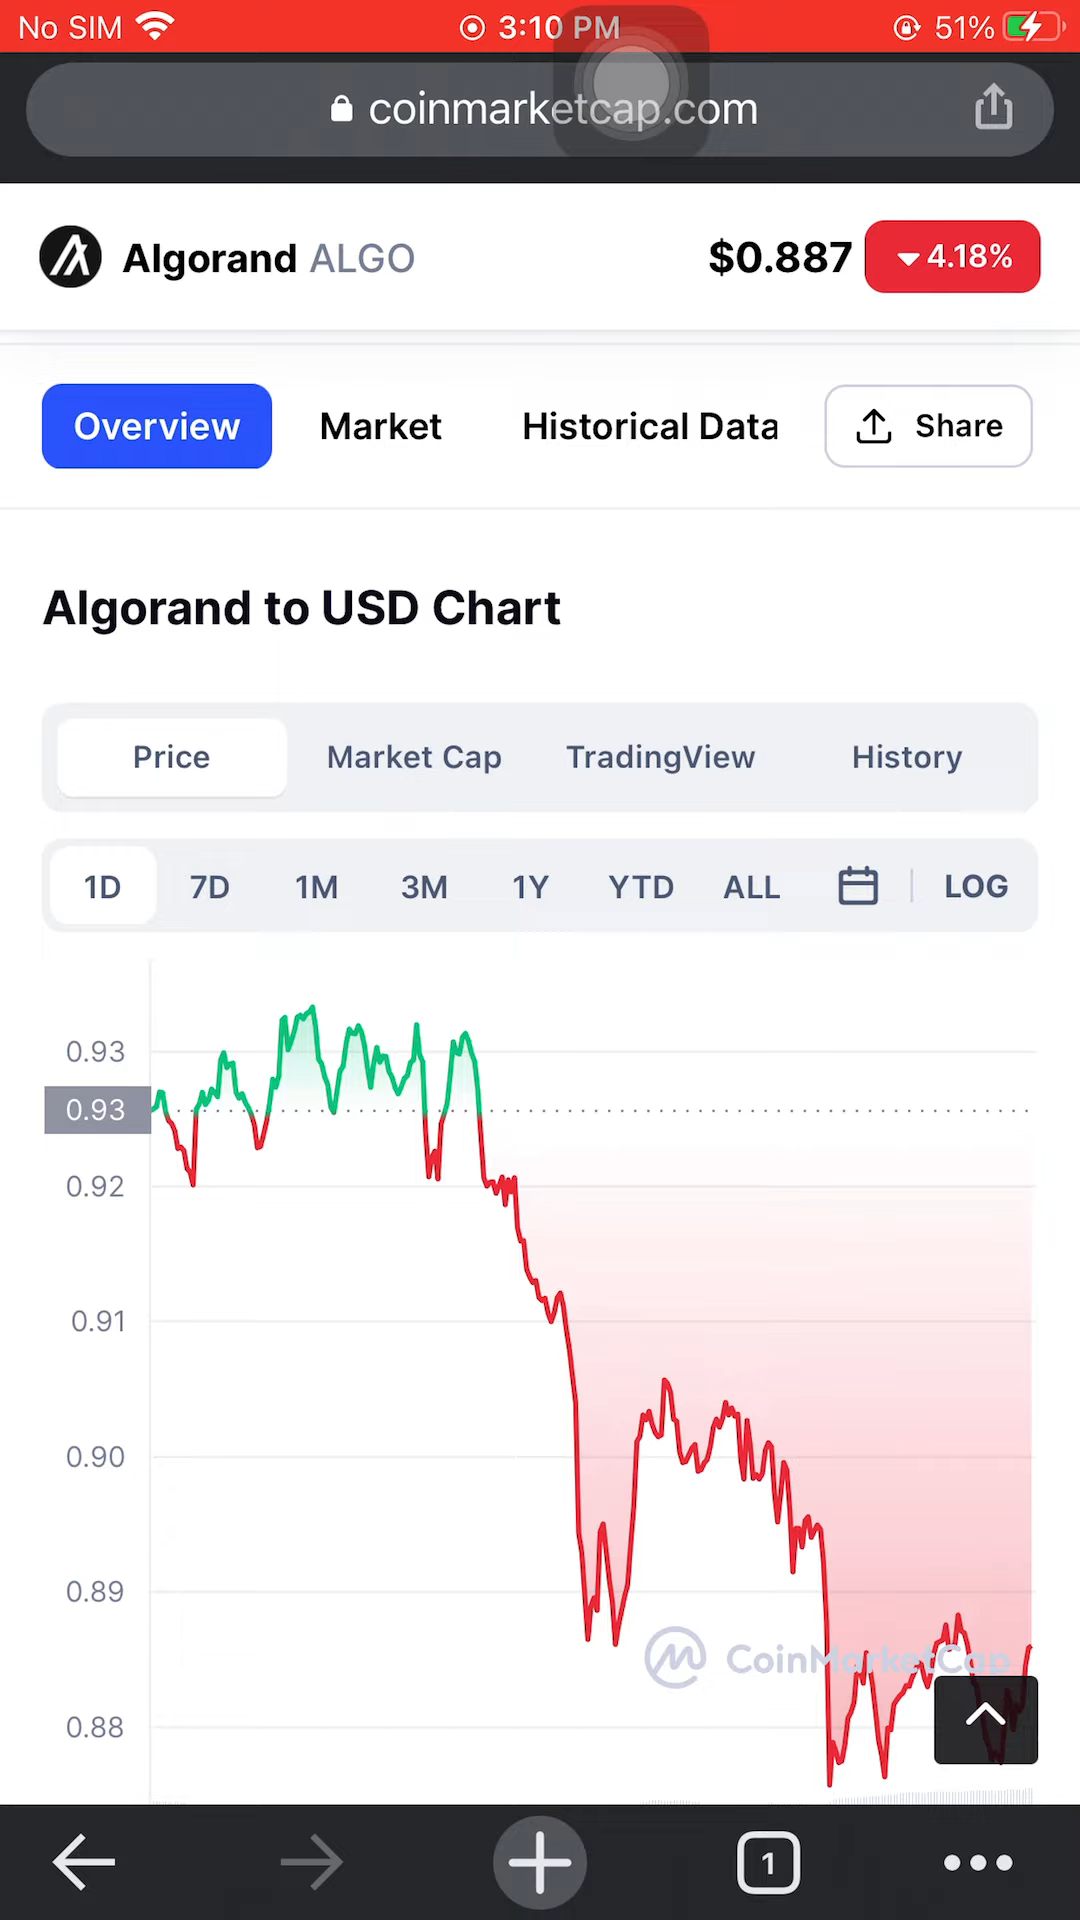 No SIM 3:10 PM 51%
coinmarketcap.com
Algorand ALGO $0.887 4.18%
Overview Market Historical Data Share
Algorand to USD Chart
Price Market Cap TradingView History
1D 7D 1M 3M 1Y YTD ALL LOG
0.93
0.93
0.92
0.91
0.90
0.89
CoinMarketCap
0.88
1